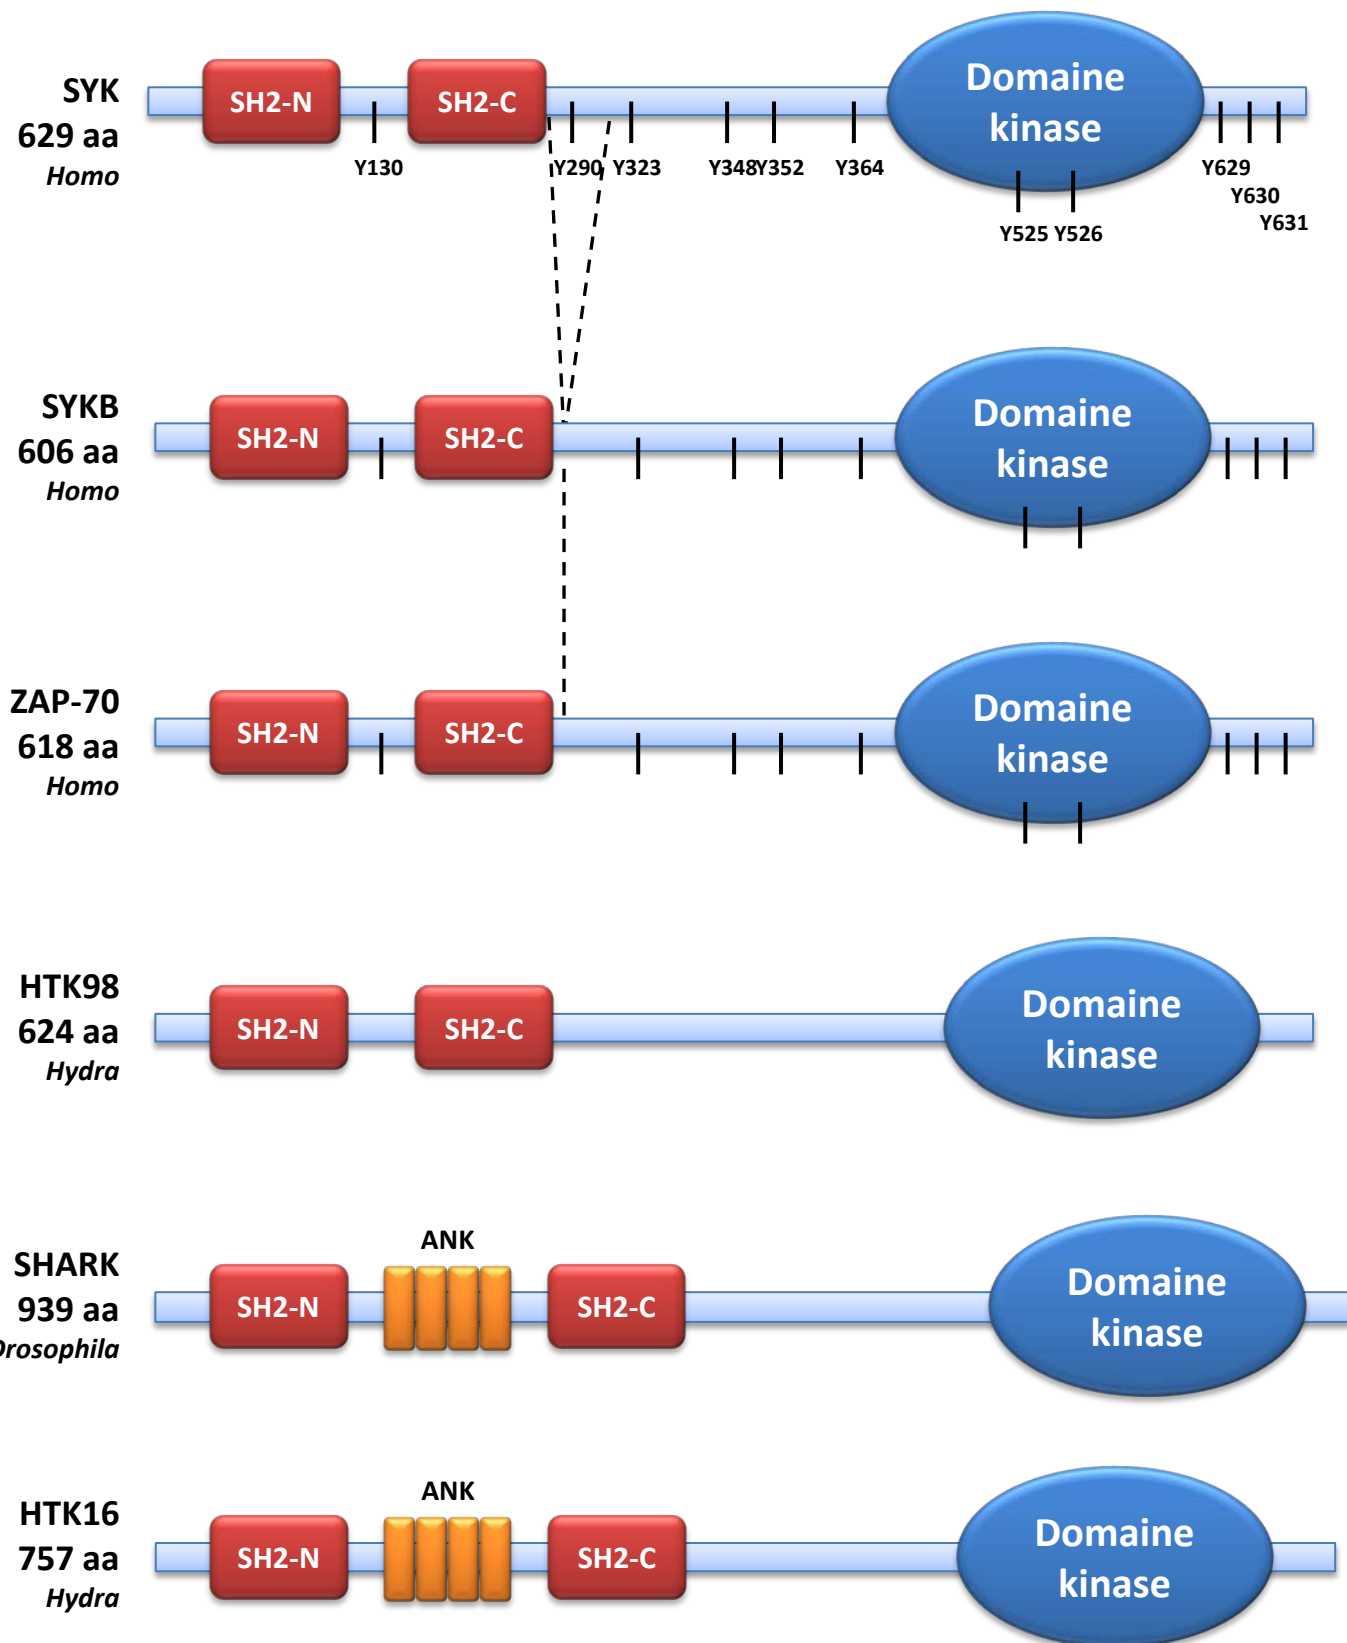 SYK
629 aa
Homo
SH2-N
SH2-C
Domaine
kinase
Y130
Y290
Y323
Y348
Y352
Y364
Y525
Y526
Y629
Y630
Y631
SYKB
606 aa
Homo
SH2-N
SH2-C
Domaine
kinase
ZAP-70
618 aa
Homo
SH2-N
SH2-C
Domaine
kinase
HTK98
624 aa
Hydra
SH2-N
SH2-C
Domaine
kinase
SHARK
939 aa
Drosophila
SH2-N
ANK
SH2-C
Domaine
kinase
HTK16
757 aa
Hydra
SH2-N
ANK
SH2-C
Domaine
kinase